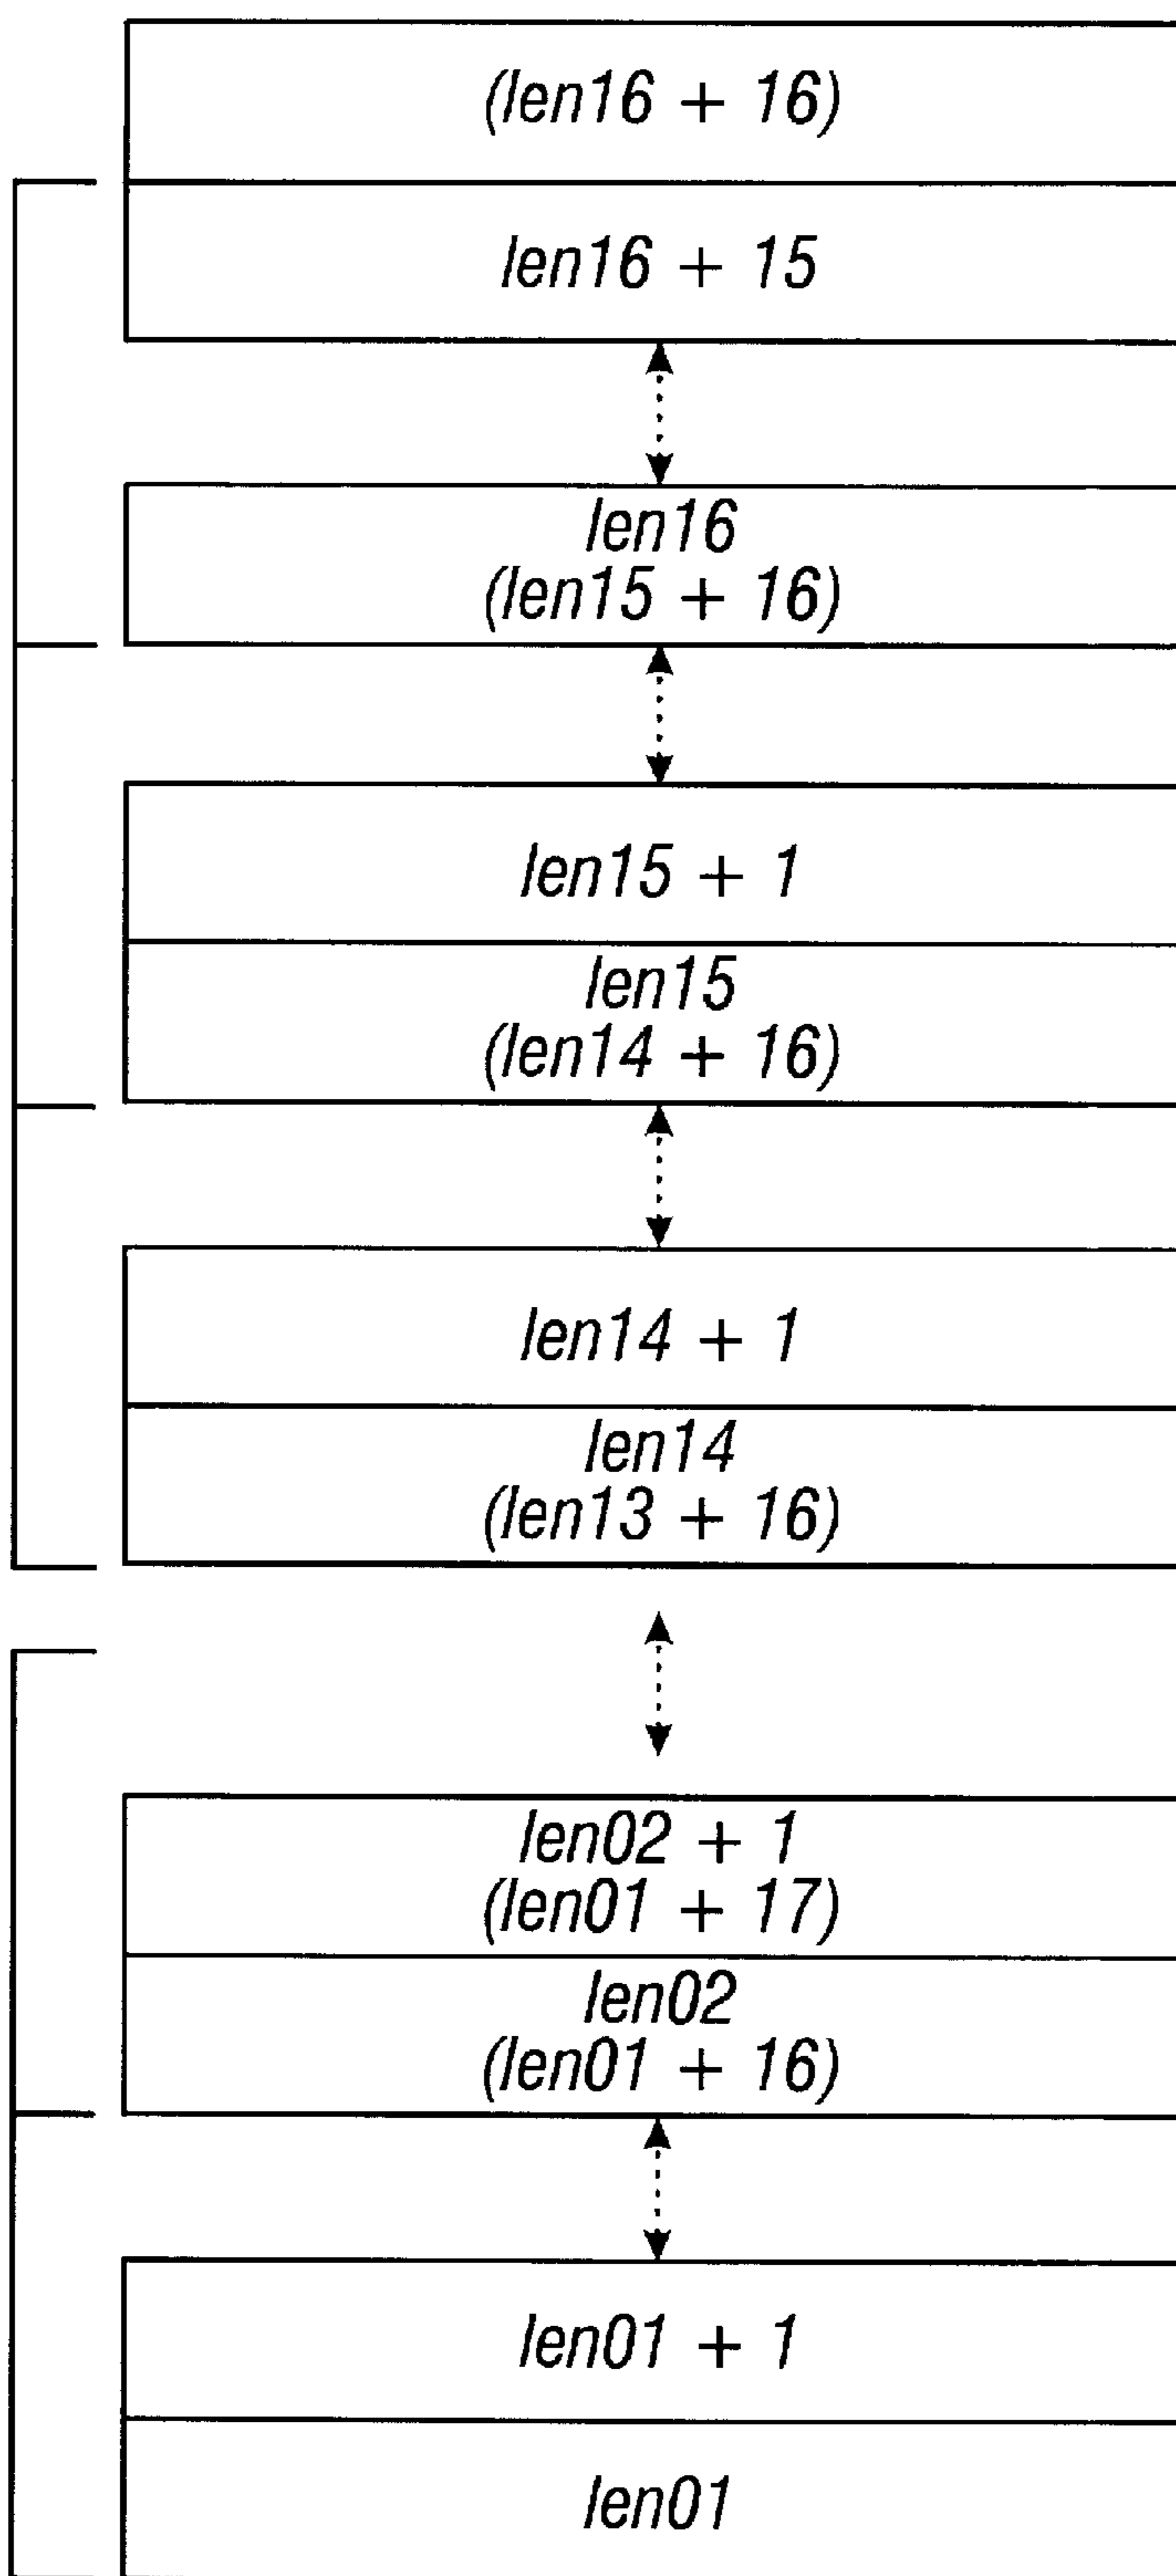 (len16 + 16)
len16 + 15
len16
(len15 + 16)
len15 + 1
len15
(len14 + 16)
len14 + 1
len14
(len13 + 16)
len02 + 1
(len01 + 17)
len02
(len01 + 16)
len01 + 1
len01